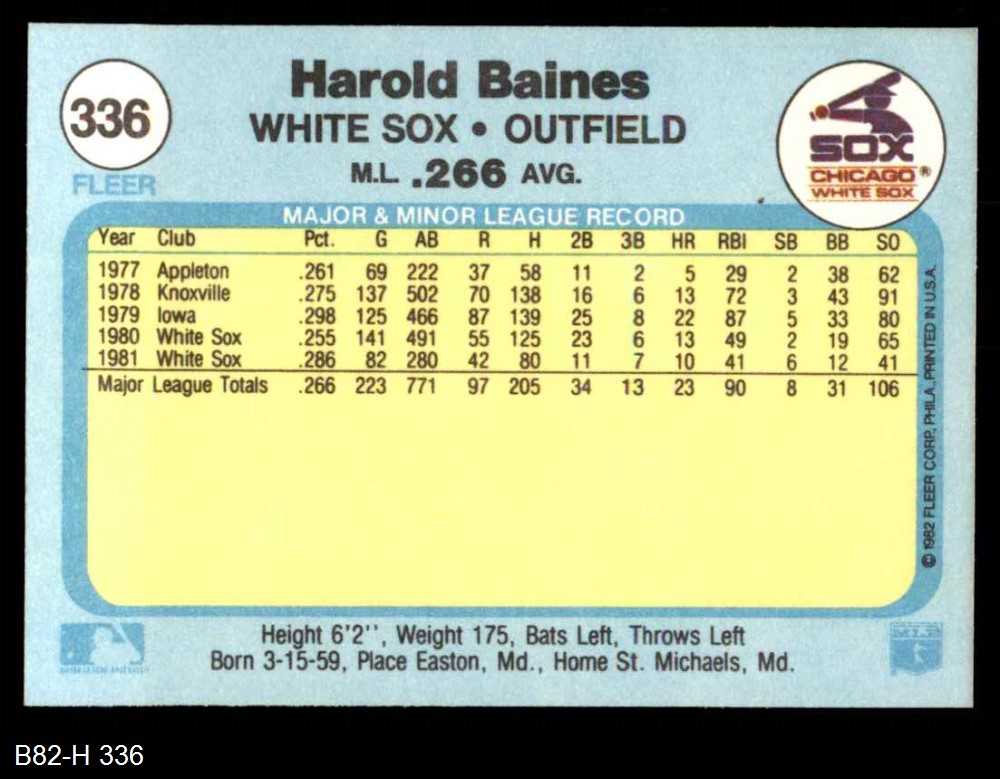 336
FLEER
Harold Baines
WHITE SOX • OUTFIELD
M.L. .266 AVG.
SOX
CHICAGO ®
WHITE SOX
MAJOR & MINOR LEAGUE RECORD
Year Club Pct. G AB R H 2B 3B HR RBI SB BB SO
1977 Appleton .261 69 222 37 58 11 2 5 29 2 38 62
1978 Knoxville .275 137 502 70 138 16 6 13 72 3 43 91
1979 Iowa .298 125 466 87 139 25 8 22 87 5 33 80
1980 White Sox .255 141 491 55 125 23 6 13 49 2 19 65
1981 White Sox .286 82 280 42 80 11 7 10 41 6 12 41
Major League Totals .266 223 771 97 205 34 13 23 90 8 31 106
© 1982 FLEER CORP., PHILA., PRINTED IN U.S.A.
Height 6'2'', Weight 175, Bats Left, Throws Left
Born 3-15-59, Place Easton, Md., Home St. Michaels, Md.
MAJOR LEAGUE BASEBALL
B82-H 336